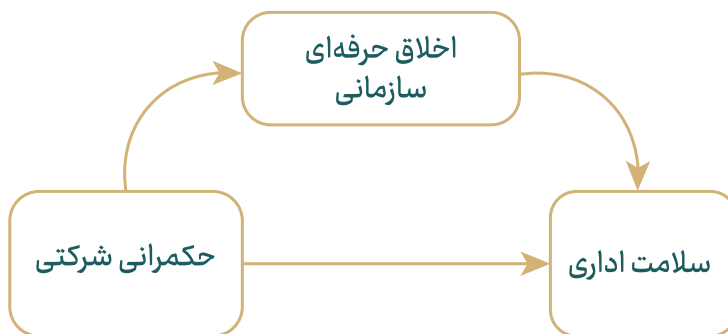 اخلاق حرفه‌ای
سازمانی
حکمرانی شرکتی
سلامت اداری